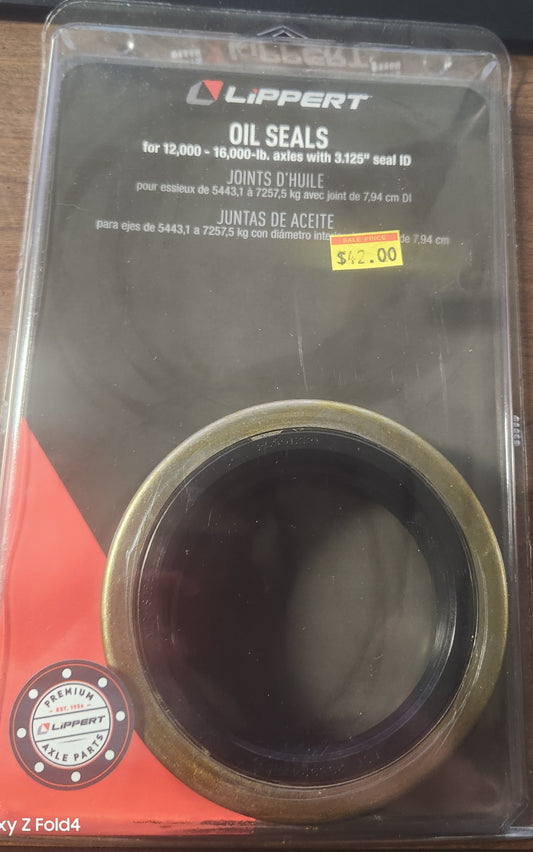 LIPPERT
LIPPERT
OIL SEALS
for 12,000 - 16,000-lb. axles with 3.125" seal ID
JOINTS D'HUILE
pour essieux de 5443,1 à 7257,5 kg avec joint de 7,94 cm DI
JUNTAS DE ACEITE
para ejes de 5443,1 a 7257,5 kg con diámetro de 7,94 cm
SALE PRICE
$42.00
PREMIUM
EST. 1956
LIPPERT
AXLE PARTS
xy Z Fold4